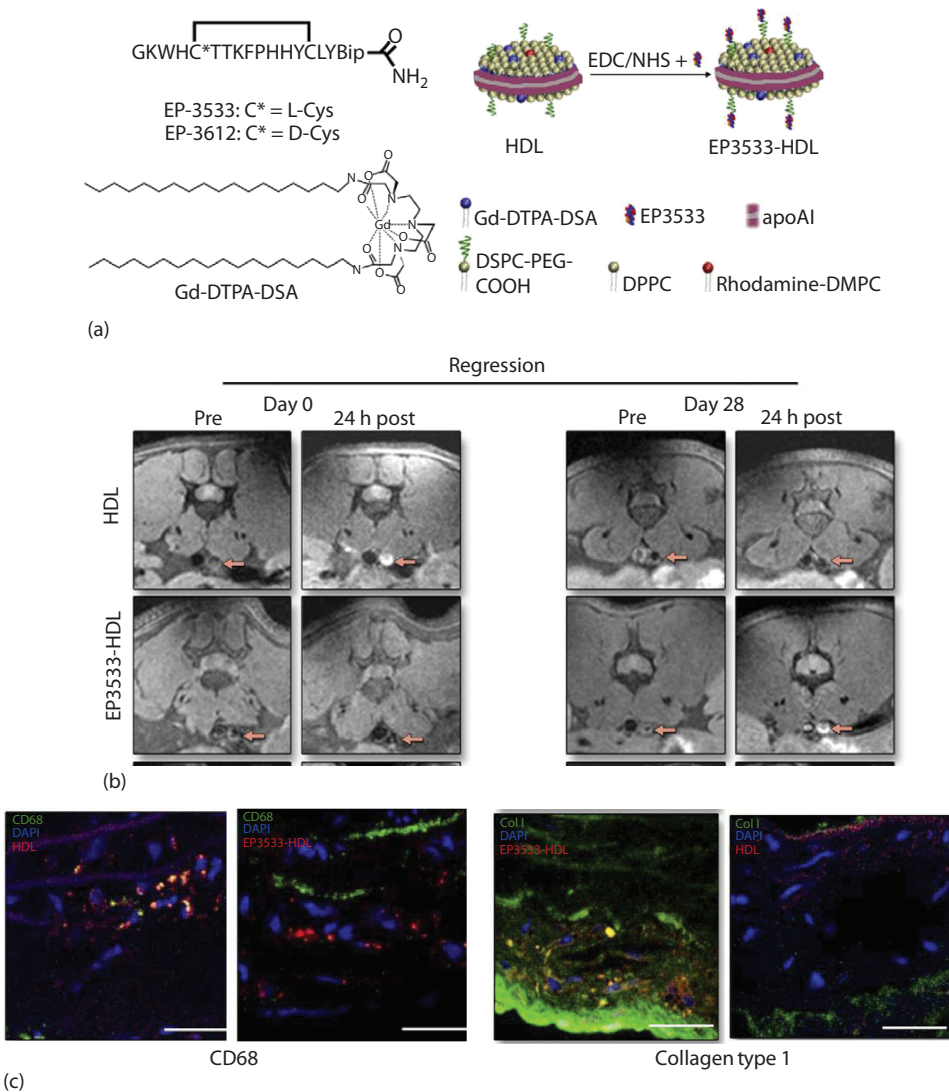 GKWHC*TTKFPHHYCLYBip
O
NH2
EP-3533: C* = L-Cys
EP-3612: C* = D-Cys
EDC/NHS +
HDL
EP3533-HDL
O
O
O
N
N
N
Gd
N
O
O
O
N
N
O
O
Gd-DTPA-DSA
Gd-DTPA-DSA
EP3533
apoAI
DSPC-PEG-
COOH
DPPC
Rhodamine-DMPC
(a)
Regression
Day 0
Day 28
Pre
24 h post
Pre
24 h post
HDL
EP3533-HDL
(b)
CD68
DAPI
HDL
CD68
DAPI
EP3533-HDL
Col I
DAPI
EP3533-HDL
Col I
DAPI
HDL
CD68
Collagen type 1
(c)